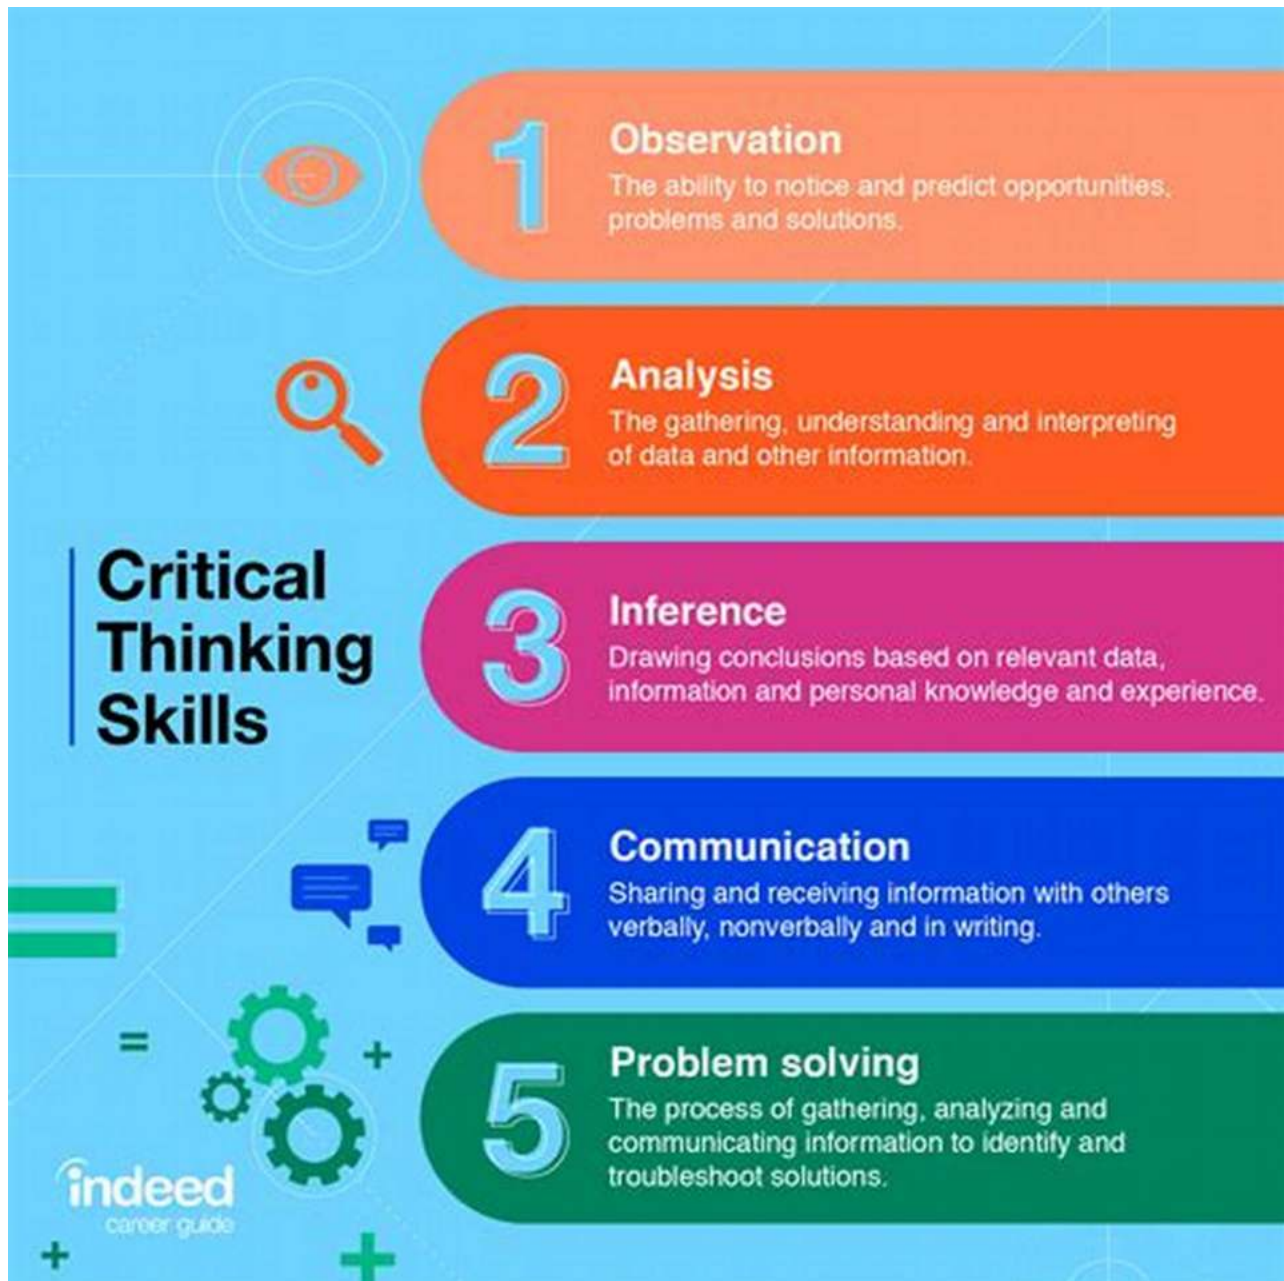 Critical
Thinking
Skills
1
Observation
The ability to notice and predict opportunities,
problems and solutions.
2
Analysis
The gathering, understanding and interpreting
of data and other information.
3
Inference
Drawing conclusions based on relevant data,
information and personal knowledge and experience.
4
Communication
Sharing and receiving information with others
verbally, nonverbally and in writing.
5
Problem solving
The process of gathering, analyzing and
communicating information to identify and
troubleshoot solutions.
indeed
career guide